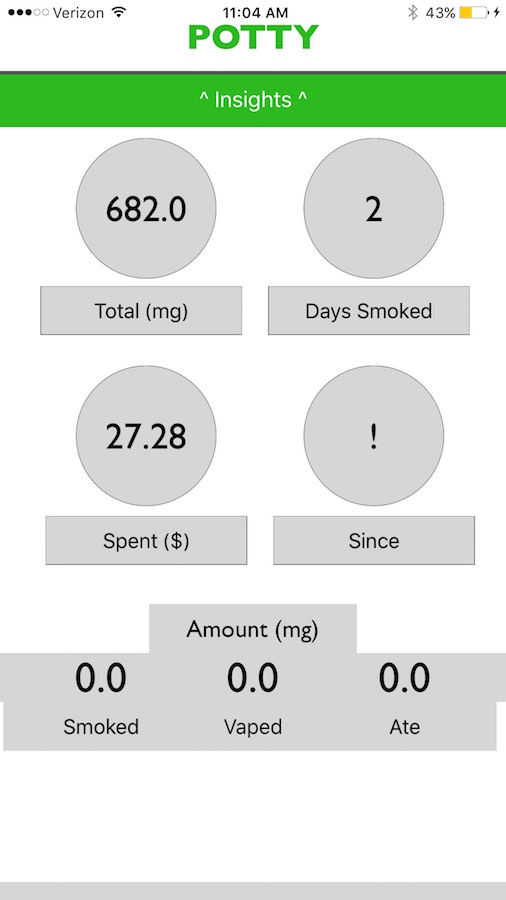 Verizon 11:04 AM 43%
POTTY
^ Insights ^
682.0 2
Total (mg) Days Smoked
27.28 !
Spent ($) Since
Amount (mg)
0.0 0.0 0.0
Smoked Vaped Ate